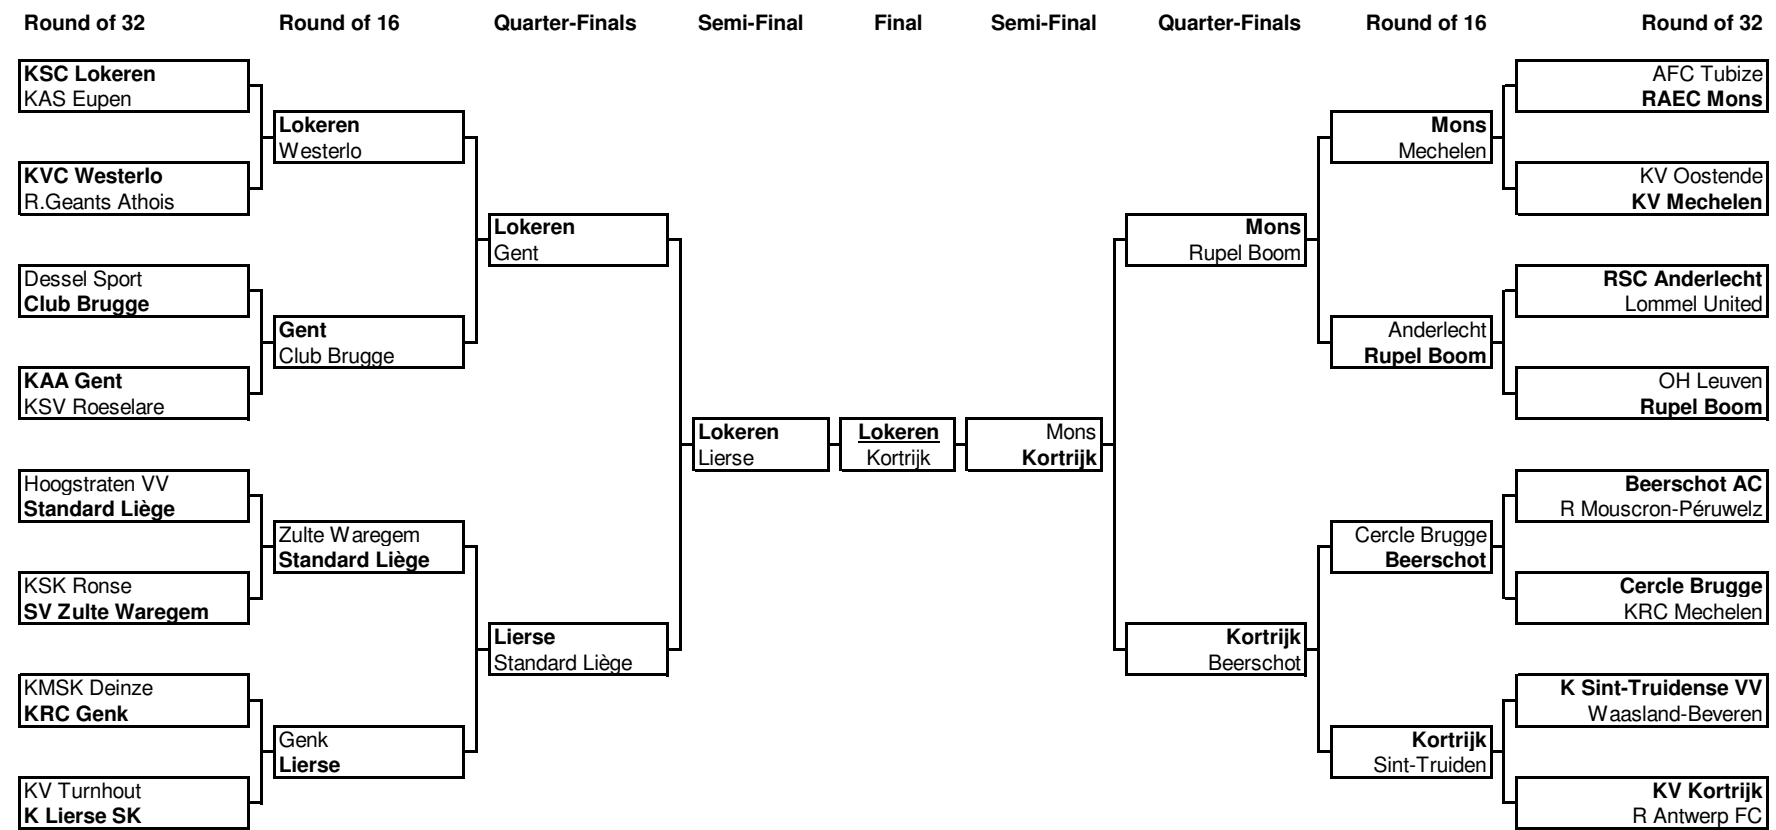 Round of 32
Round of 16
Quarter-Finals
Semi-Final
Final
Semi-Final
Quarter-Finals
Round of 16
Round of 32
KSC Lokeren
KAS Eupen
KVC Westerlo
R.Geants Athois
Dessel Sport
Club Brugge
KAA Gent
KSV Roeselare
Hoogstraten VV
Standard Liège
KSK Ronse
SV Zulte Waregem
KMSK Deinze
KRC Genk
KV Turnhout
K Lierse SK
Lokeren
Westerlo
Gent
Club Brugge
Zulte Waregem
Standard Liège
Genk
Lierse
Lokeren
Gent
Lierse
Standard Liège
Lokeren
Lierse
Lokeren
Kortrijk
Mons
Kortrijk
Mons
Rupel Boom
Kortrijk
Beerschot
Mons
Mechelen
Anderlecht
Rupel Boom
Cercle Brugge
Beerschot
Kortrijk
Sint-Truiden
AFC Tubize
RAEC Mons
KV Oostende
KV Mechelen
RSC Anderlecht
Lommel United
OH Leuven
Rupel Boom
Beerschot AC
R Mouscron-Péruwelz
Cercle Brugge
KRC Mechelen
K Sint-Truidense VV
Waasland-Beveren
KV Kortrijk
R Antwerp FC